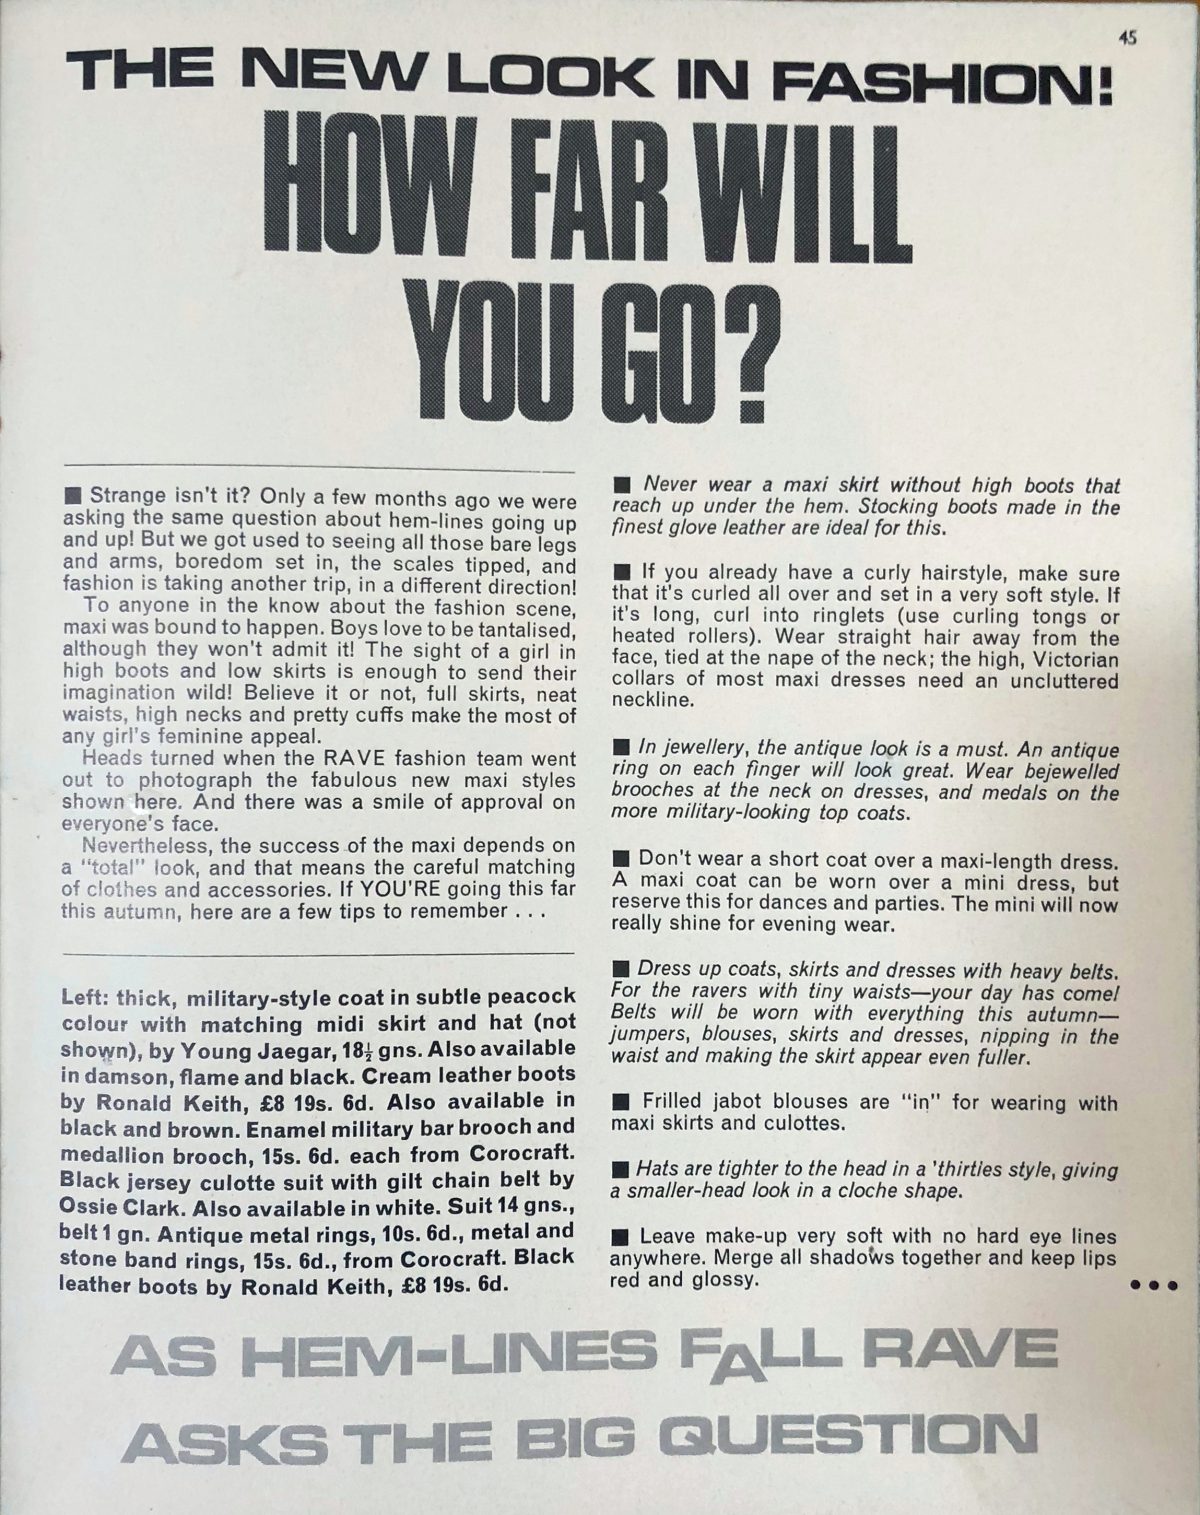 45
THE NEW LOOK IN FASHION!
HOW FAR WILL
YOU GO?
■ Strange isn't it? Only a few months ago we were
asking the same question about hem-lines going up
and up! But we got used to seeing all those bare legs
and arms, boredom set in, the scales tipped, and
fashion is taking another trip, in a different direction!
To anyone in the know about the fashion scene,
maxi was bound to happen. Boys love to be tantalised,
although they won't admit it! The sight of a girl in
high boots and low skirts is enough to send their
imagination wild! Believe it or not, full skirts, neat
waists, high necks and pretty cuffs make the most of
any girl's feminine appeal.
Heads turned when the RAVE fashion team went
out to photograph the fabulous new maxi styles
shown here. And there was a smile of approval on
everyone's face.
Nevertheless, the success of the maxi depends on
a "total" look, and that means the careful matching
of clothes and accessories. If YOU'RE going this far
this autumn, here are a few tips to remember . . .
Left: thick, military-style coat in subtle peacock
colour with matching midi skirt and hat (not
shown), by Young Jaegar, 18½ gns. Also available
in damson, flame and black. Cream leather boots
by Ronald Keith, £8 19s. 6d. Also available in
black and brown. Enamel military bar brooch and
medallion brooch, 15s. 6d. each from Corocraft.
Black jersey culotte suit with gilt chain belt by
Ossie Clark. Also available in white. Suit 14 gns.,
belt 1 gn. Antique metal rings, 10s. 6d., metal and
stone band rings, 15s. 6d., from Corocraft. Black
leather boots by Ronald Keith, £8 19s. 6d.
■ Never wear a maxi skirt without high boots that
reach up under the hem. Stocking boots made in the
finest glove leather are ideal for this.
■ If you already have a curly hairstyle, make sure
that it's curled all over and set in a very soft style. If
it's long, curl into ringlets (use curling tongs or
heated rollers). Wear straight hair away from the
face, tied at the nape of the neck; the high, Victorian
collars of most maxi dresses need an uncluttered
neckline.
■ In jewellery, the antique look is a must. An antique
ring on each finger will look great. Wear bejewelled
brooches at the neck on dresses, and medals on the
more military-looking top coats.
■ Don't wear a short coat over a maxi-length dress.
A maxi coat can be worn over a mini dress, but
reserve this for dances and parties. The mini will now
really shine for evening wear.
■ Dress up coats, skirts and dresses with heavy belts.
For the ravers with tiny waists—your day has come!
Belts will be worn with everything this autumn—
jumpers, blouses, skirts and dresses, nipping in the
waist and making the skirt appear even fuller.
■ Frilled jabot blouses are "in" for wearing with
maxi skirts and culottes.
■ Hats are tighter to the head in a 'thirties style, giving
a smaller-head look in a cloche shape.
■ Leave make-up very soft with no hard eye lines
anywhere. Merge all shadows together and keep lips
red and glossy.
• • •
AS HEM-LINES FALL RAVE
ASKS THE BIG QUESTION